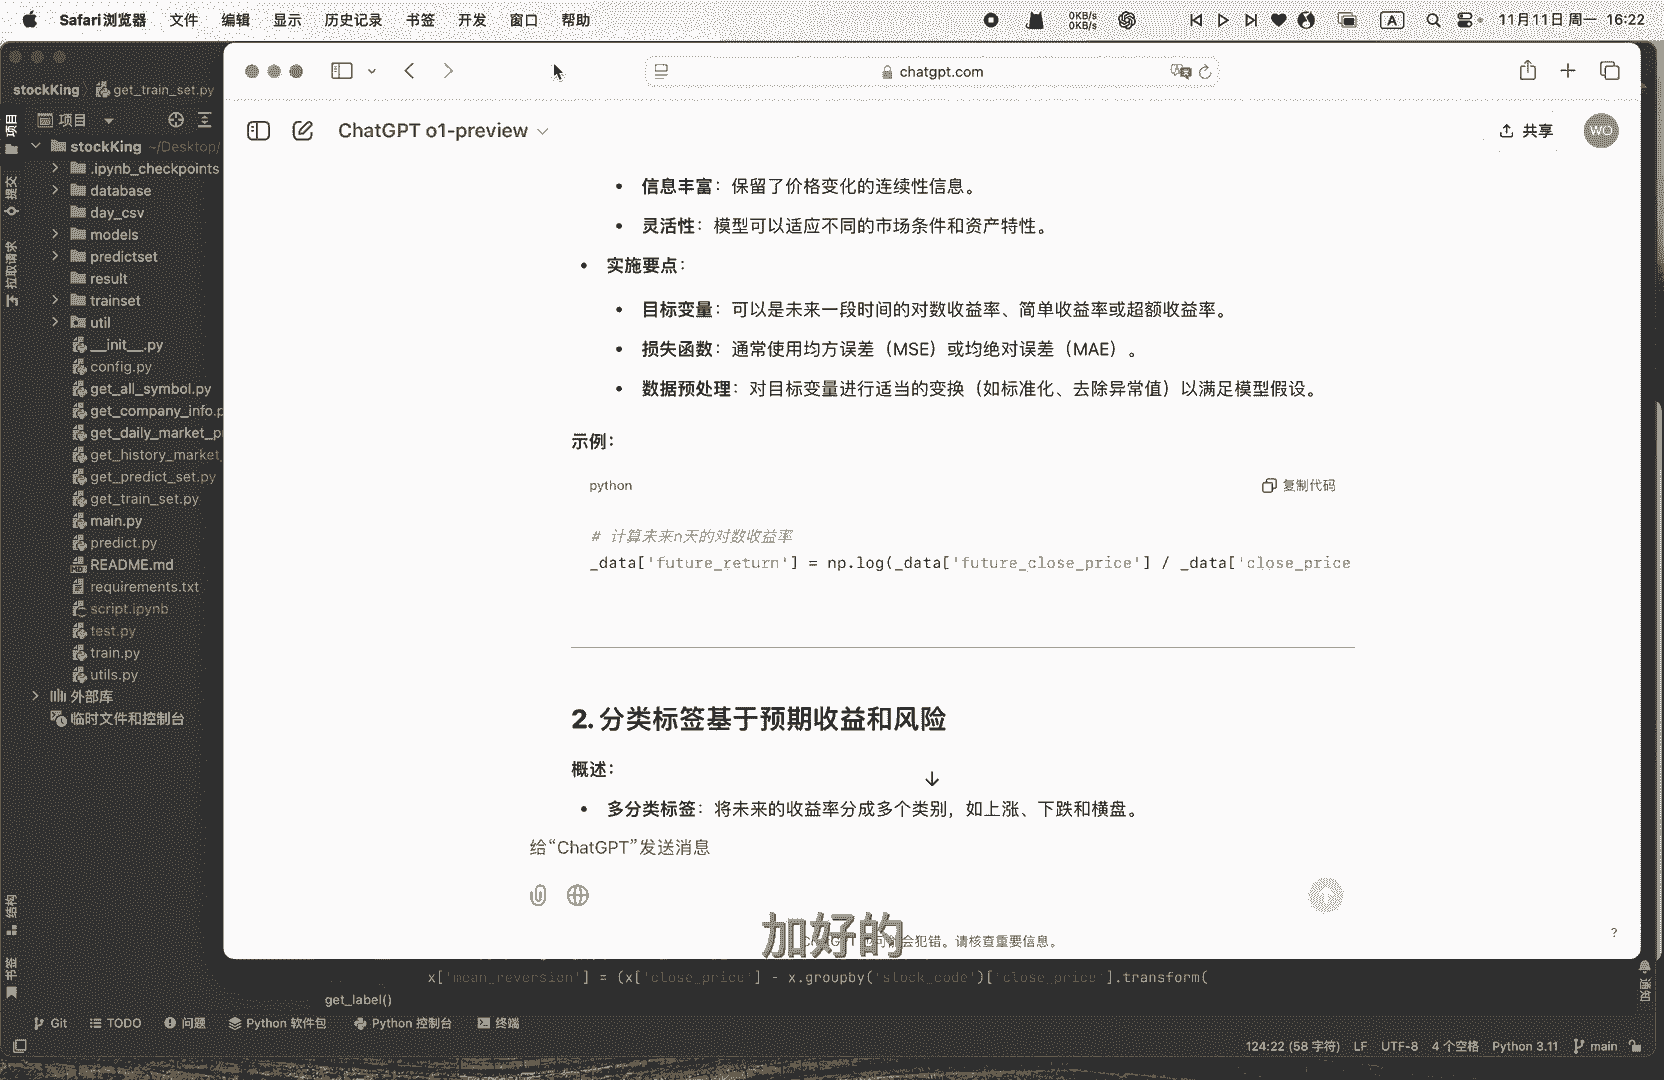 Safari浏览器 文件 编辑 显示 历史记录 书签 开发 窗口 帮助 0KB/s 0KB/s A 11月11日 周一 16:22
chatgpt.com
stockKing get_train_set.py
ChatGPT o1-preview
共享 WO
项目
项目
提交
拉取请求
结构
书签
stockKing ~/Desktop/
.ipynb_checkpoints
database
day_csv
models
predictset
result
trainset
util
__init__.py
config.py
get_all_symbol.py
get_company_info.p
get_daily_market_p
get_history_market_
get_predict_set.py
get_train_set.py
main.py
predict.py
README.md
requirements.txt
script.ipynb
test.py
train.py
utils.py
外部库
临时文件和控制台
• 信息丰富：保留了价格变化的连续性信息。
• 灵活性：模型可以适应不同的市场条件和资产特性。
• 实施要点：
• 目标变量：可以是未来一段时间的对数收益率、简单收益率或超额收益率。
• 损失函数：通常使用均方误差（MSE）或均绝对误差（MAE）。
• 数据预处理：对目标变量进行适当的变换（如标准化、去除异常值）以满足模型假设。
示例：
python 复制代码
# 计算未来n天的对数收益率
_data['future_return'] = np.log(_data['future_close_price'] / _data['close_price
2. 分类标签基于预期收益和风险
概述：
• 多分类标签：将未来的收益率分成多个类别，如上涨、下跌和横盘。
给“ChatGPT”发送消息
加好的
会犯错。请核查重要信息。
?
x['mean_reversion'] = (x['close_price'] - x.groupby('stock_code')['close_price'].transform(
get_label()
通知
Git TODO 问题 Python 软件包 Python 控制台 终端
124:22 (58 字符) LF UTF-8 4 个空格 Python 3.11 main